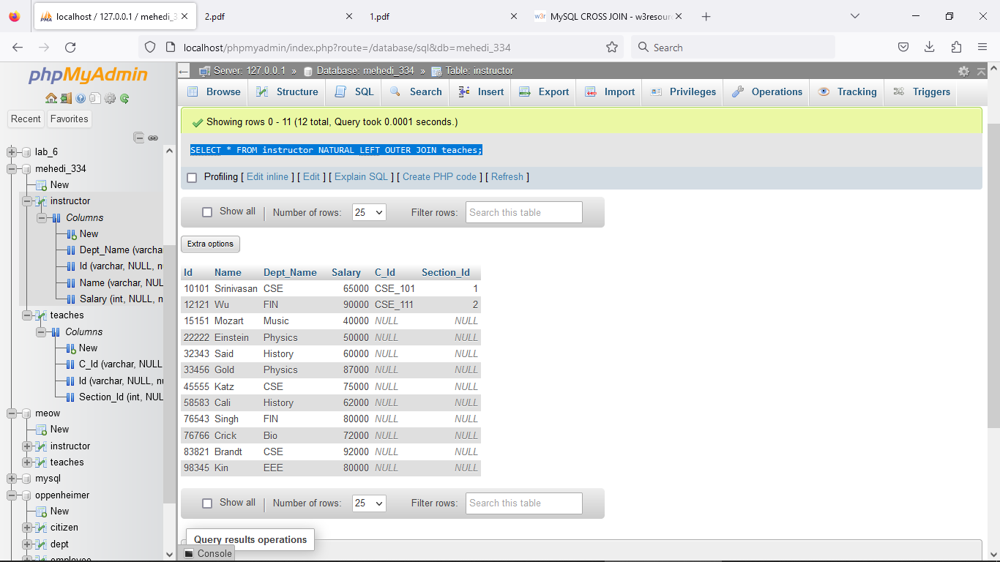 localhost / 127.0.0.1 / mehedi_3
2.pdf
1.pdf
w3r MySQL CROSS JOIN - w3resour
localhost/phpmyadmin/index.php?route=/database/sql&db=mehedi_334
Search
phpMyAdmin
Recent Favorites
lab_6
mehedi_334
New
instructor
Columns
New
Dept_Name (varcha
Id (varchar, NULL, nu
Name (varchar, NUL
Salary (int, NULL, n
teaches
Columns
New
C_Id (varchar, NULL
Id (varchar, NULL, nu
Section_Id (int, NUL
meow
New
instructor
teaches
mysql
oppenheimer
New
citizen
dept
employee
Server: 127.0.0.1 » Database: mehedi_334 » Table: instructor
Browse Structure SQL Search Insert Export Import Privileges Operations Tracking Triggers
Showing rows 0 - 11 (12 total, Query took 0.0001 seconds.)
SELECT * FROM instructor NATURAL LEFT OUTER JOIN teaches;
Profiling [ Edit inline ] [ Edit ] [ Explain SQL ] [ Create PHP code ] [ Refresh ]
Show all | Number of rows: 25 Filter rows: Search this table
Extra options
Id Name Dept_Name Salary C_Id Section_Id
10101 Srinivasan CSE 65000 CSE_101 1
12121 Wu FIN 90000 CSE_111 2
15151 Mozart Music 40000 NULL NULL
22222 Einstein Physics 50000 NULL NULL
32343 Said History 60000 NULL NULL
33456 Gold Physics 87000 NULL NULL
45555 Katz CSE 75000 NULL NULL
58583 Cali History 62000 NULL NULL
76543 Singh FIN 80000 NULL NULL
76766 Crick Bio 72000 NULL NULL
83821 Brandt CSE 92000 NULL NULL
98345 Kin EEE 80000 NULL NULL
Show all | Number of rows: 25 Filter rows: Search this table
Query results operations
Console